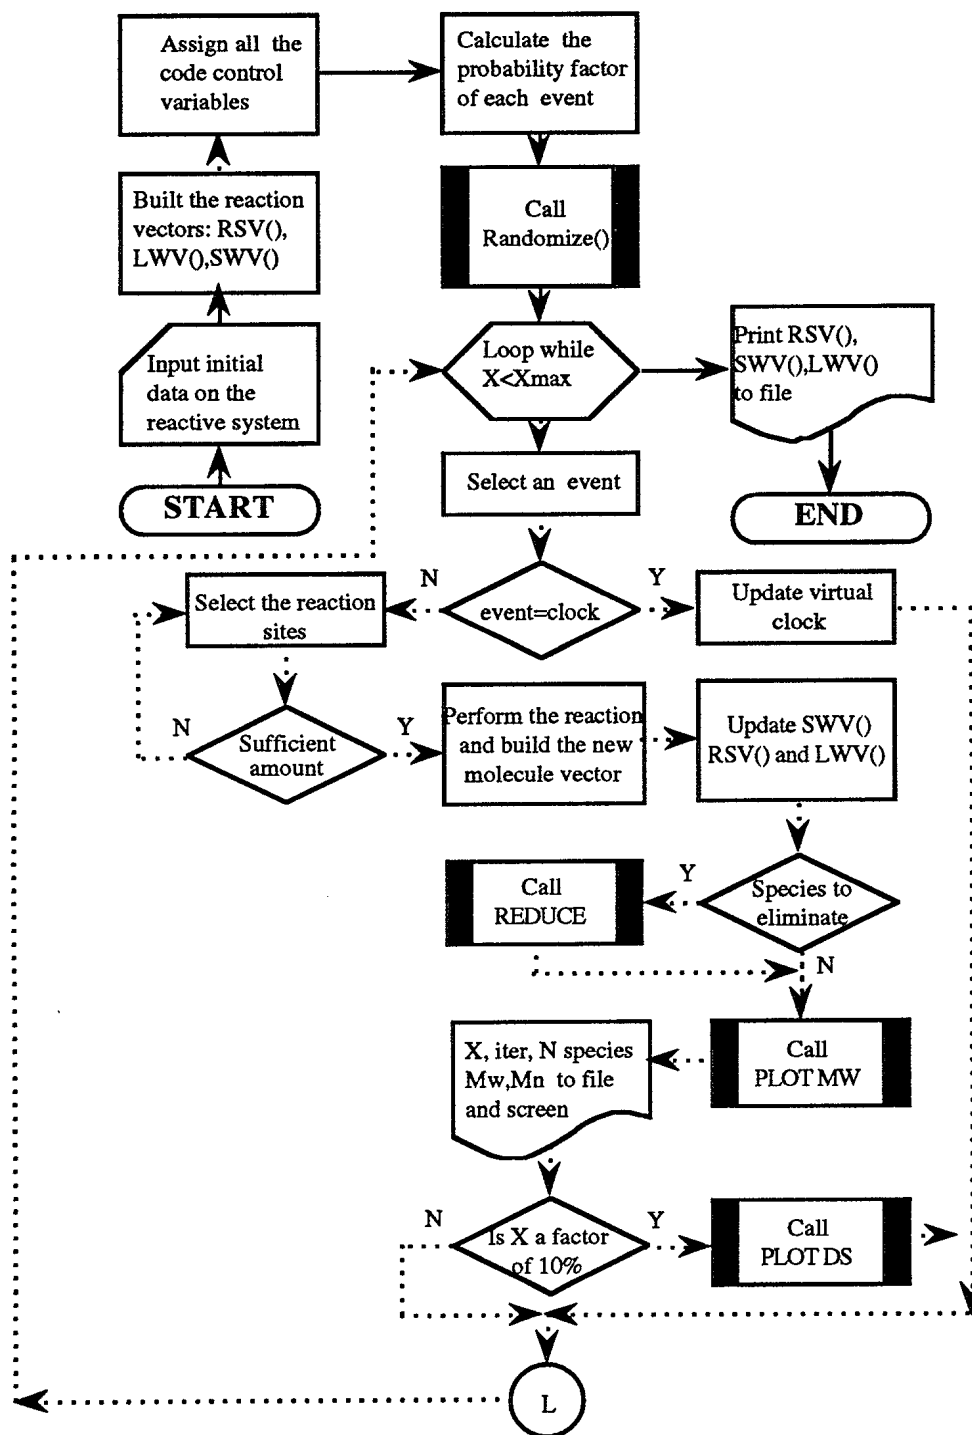 Assign all the
code control
variables
Calculate the
probability factor
of each event
Built the reaction
vectors: RSV(),
LWV(),SWV()
Call
Randomize()
Input initial
data on the
reactive system
Loop while
X<Xmax
Print RSV(),
SWV(),LWV()
to file
START
Select an event
END
N
event=clock
Y
Select the reaction
sites
Update virtual
clock
N
Sufficient
amount
Y
Perform the reaction
and build the new
molecule vector
Update SWV()
RSV() and LWV()
Call
REDUCE
Y
Species to
eliminate
N
X, iter, N species
Mw,Mn to file
and screen
Call
PLOT MW
N
Is X a factor
of 10%
Y
Call
PLOT DS
L